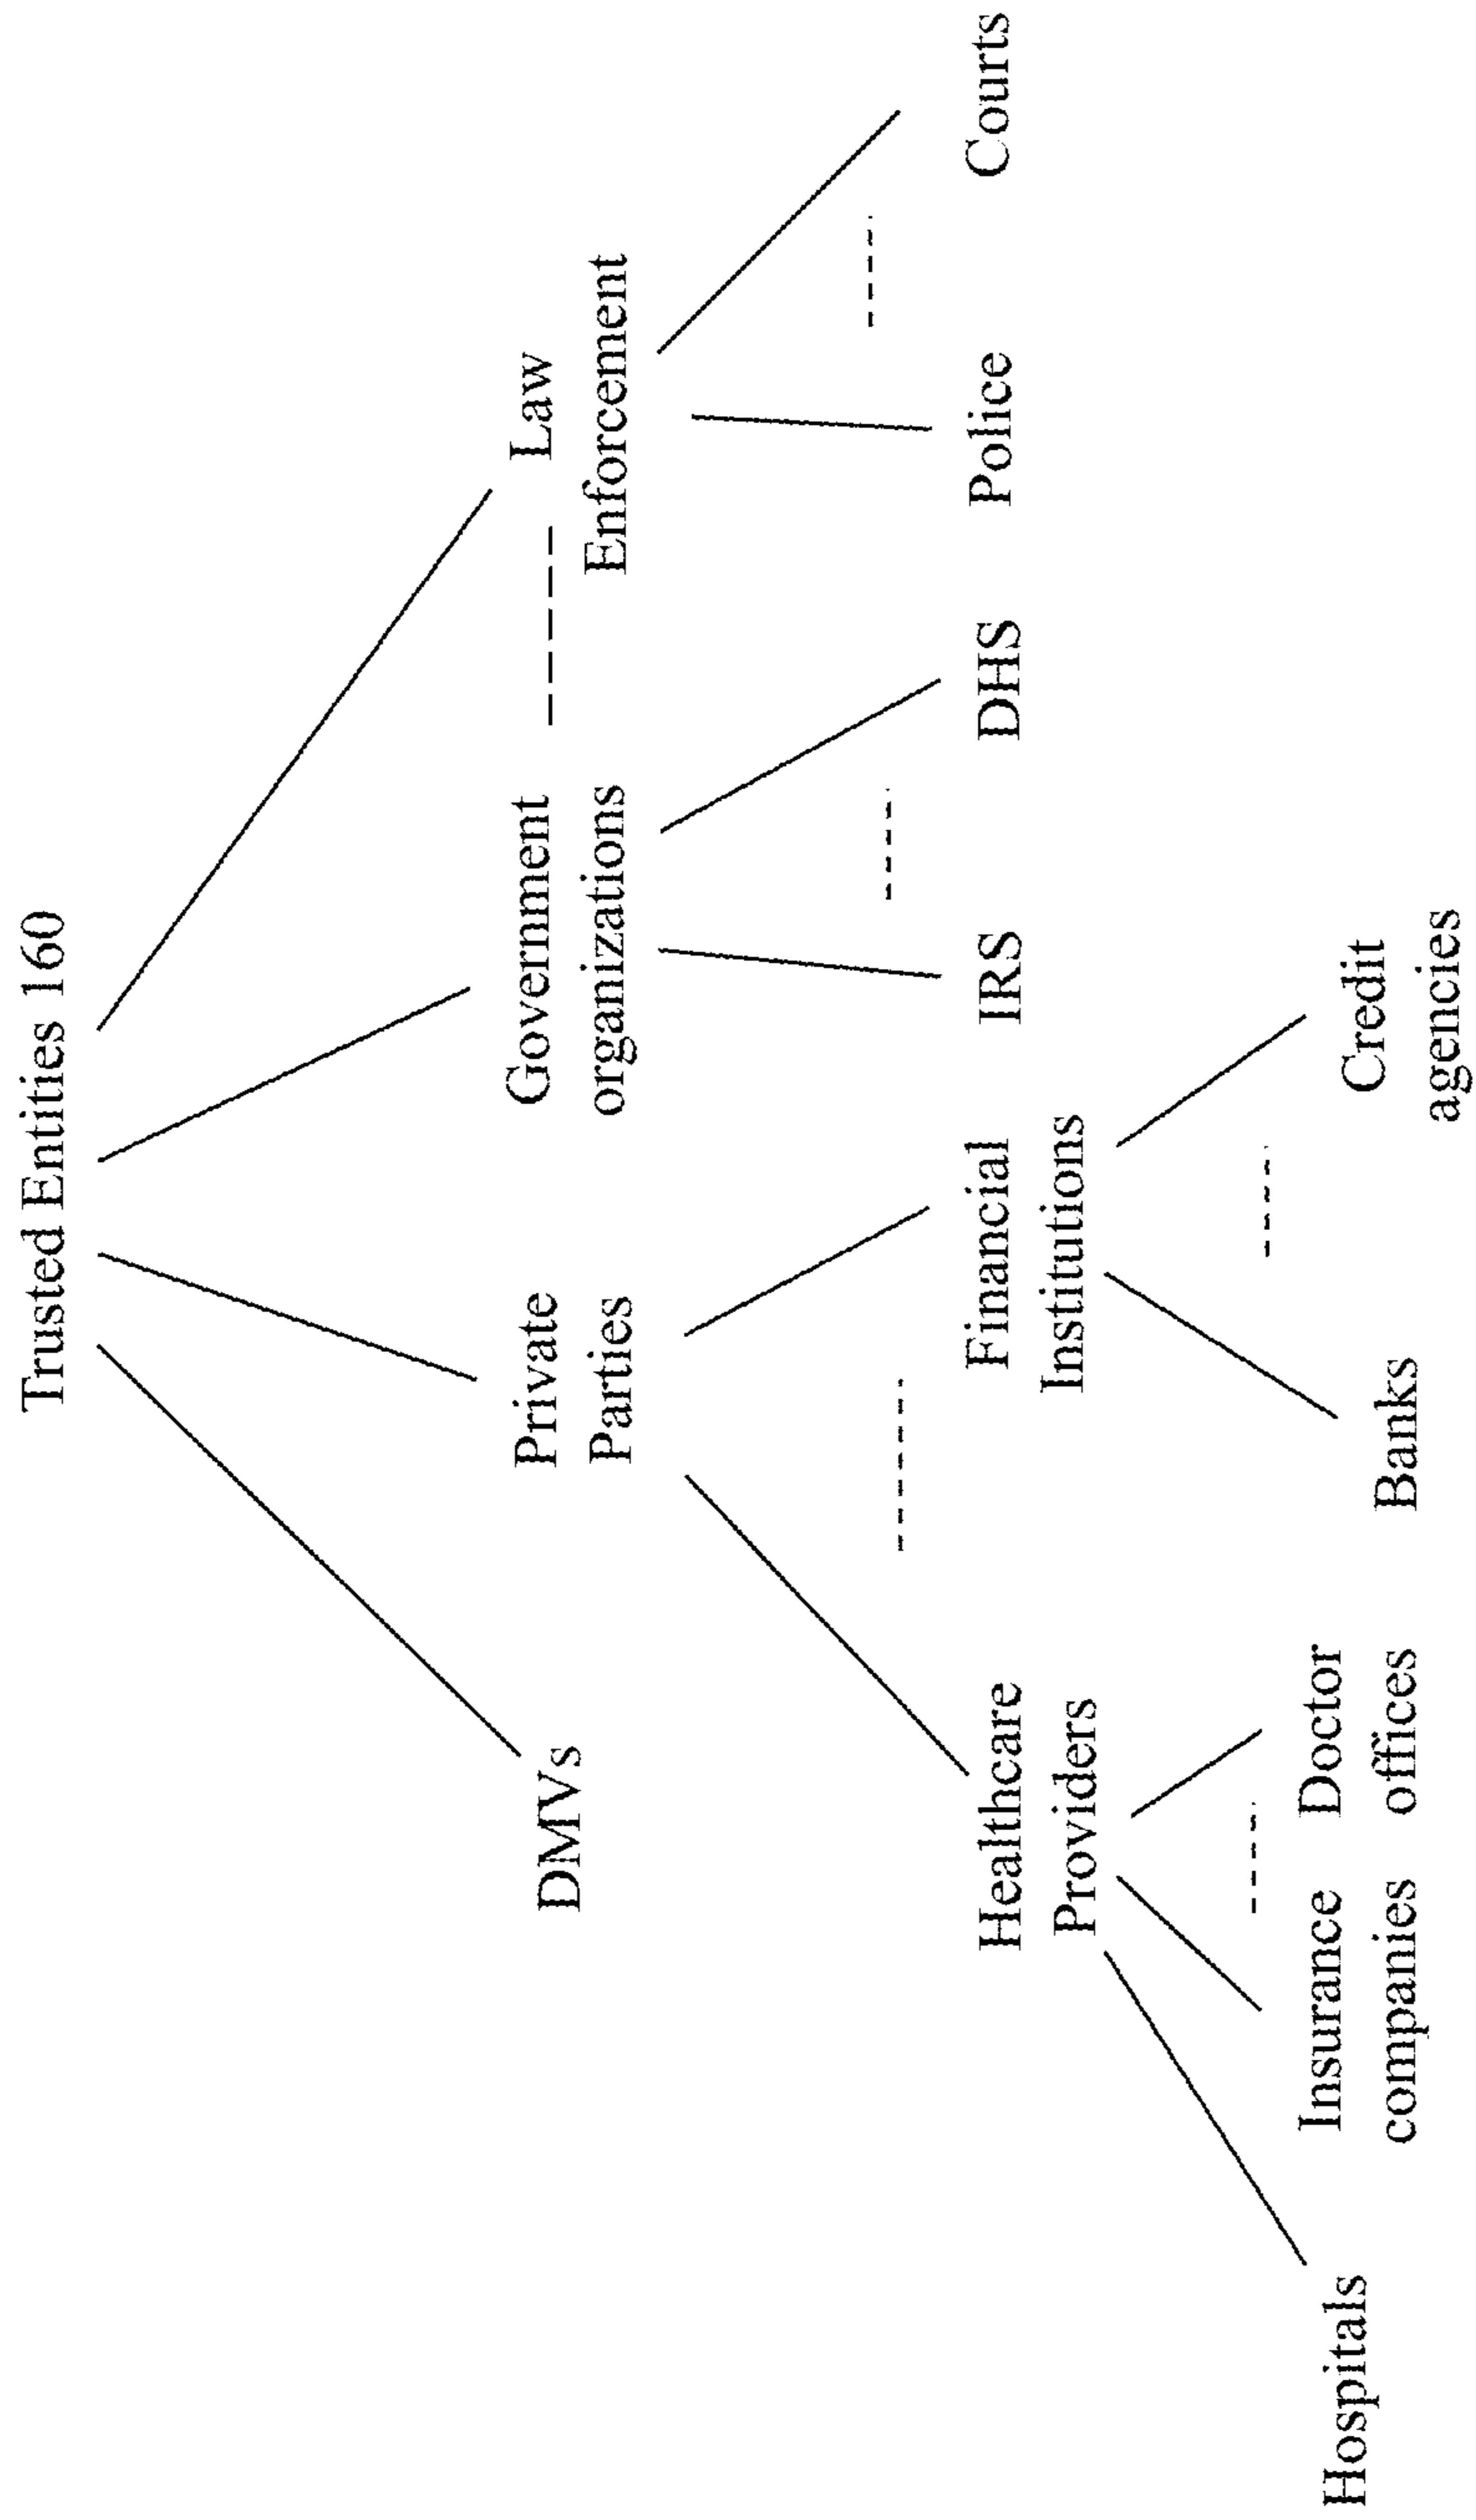 Trusted Entities 160
DMVs
Private
Parties
Government
organizations
Law
Enforcement
Healthcare
Providers
Financial
Institutions
IRS
DHS
Police
Courts
Hospitals
Insurance
companies
Doctor
offices
Banks
Credit
agencies